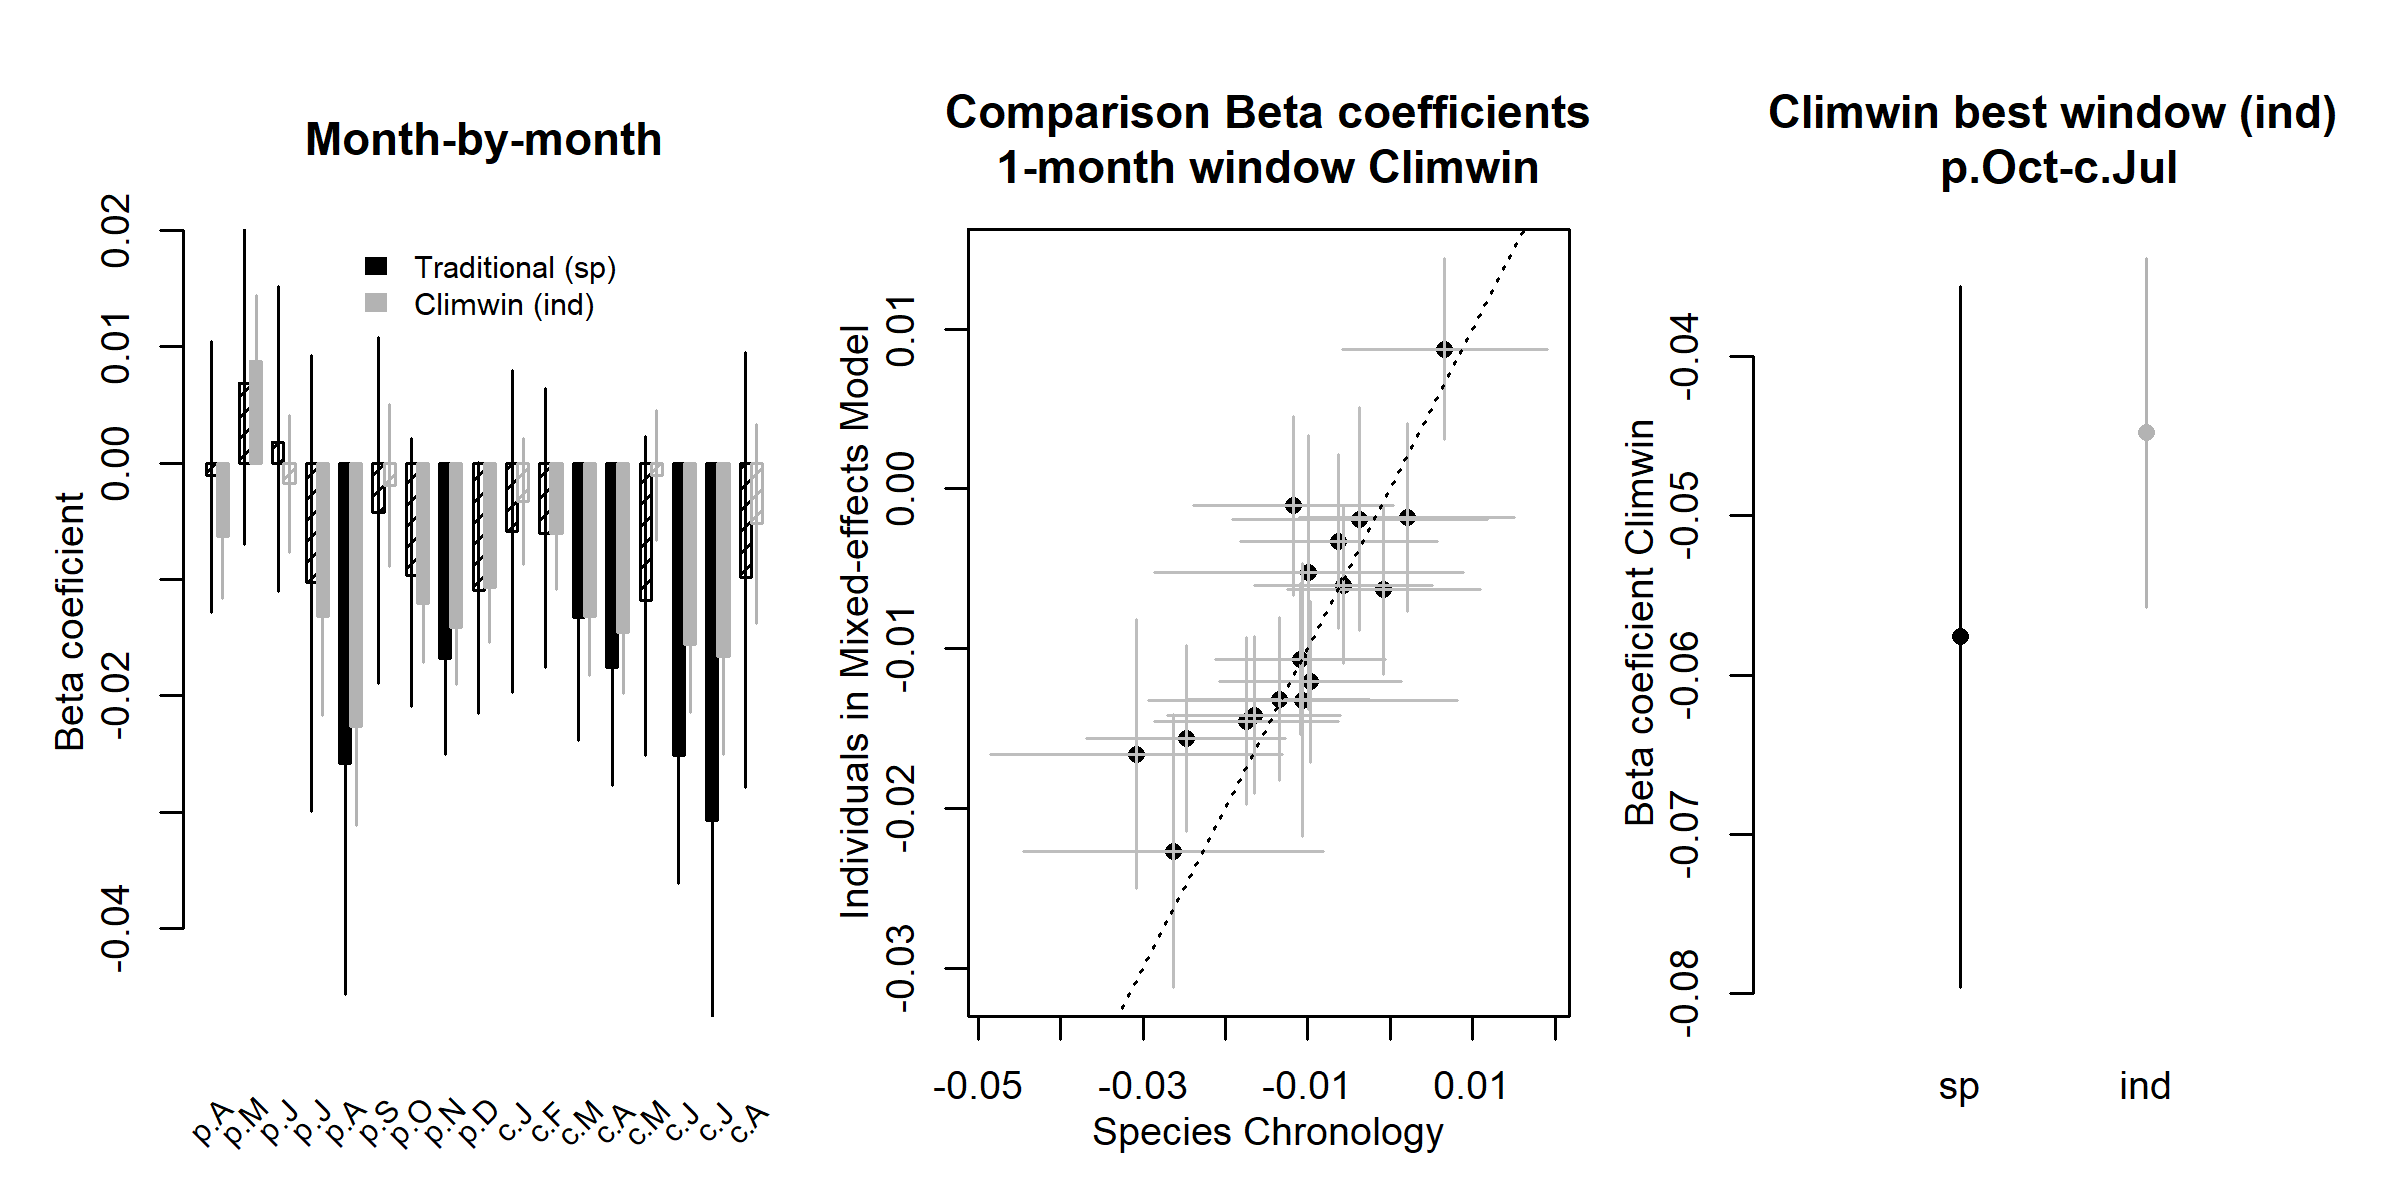 Month-by-month
Beta coeficient
0.02
0.01
0.00
-0.02
-0.04
Traditional (sp)
Climwin (ind)
p.A
p.M
p.J
p.J
p.A
p.S
p.O
p.N
p.D
c.J
c.F
c.M
c.A
c.M
c.J
c.J
c.A
Comparison Beta coefficients
1-month window Climwin
Individuals in Mixed-effects Model
0.01
0.00
-0.01
-0.02
-0.03
-0.05
-0.03
-0.01
0.01
Species Chronology
Climwin best window (ind)
p.Oct-c.Jul
Beta coeficient Climwin
-0.04
-0.05
-0.06
-0.07
-0.08
sp
ind